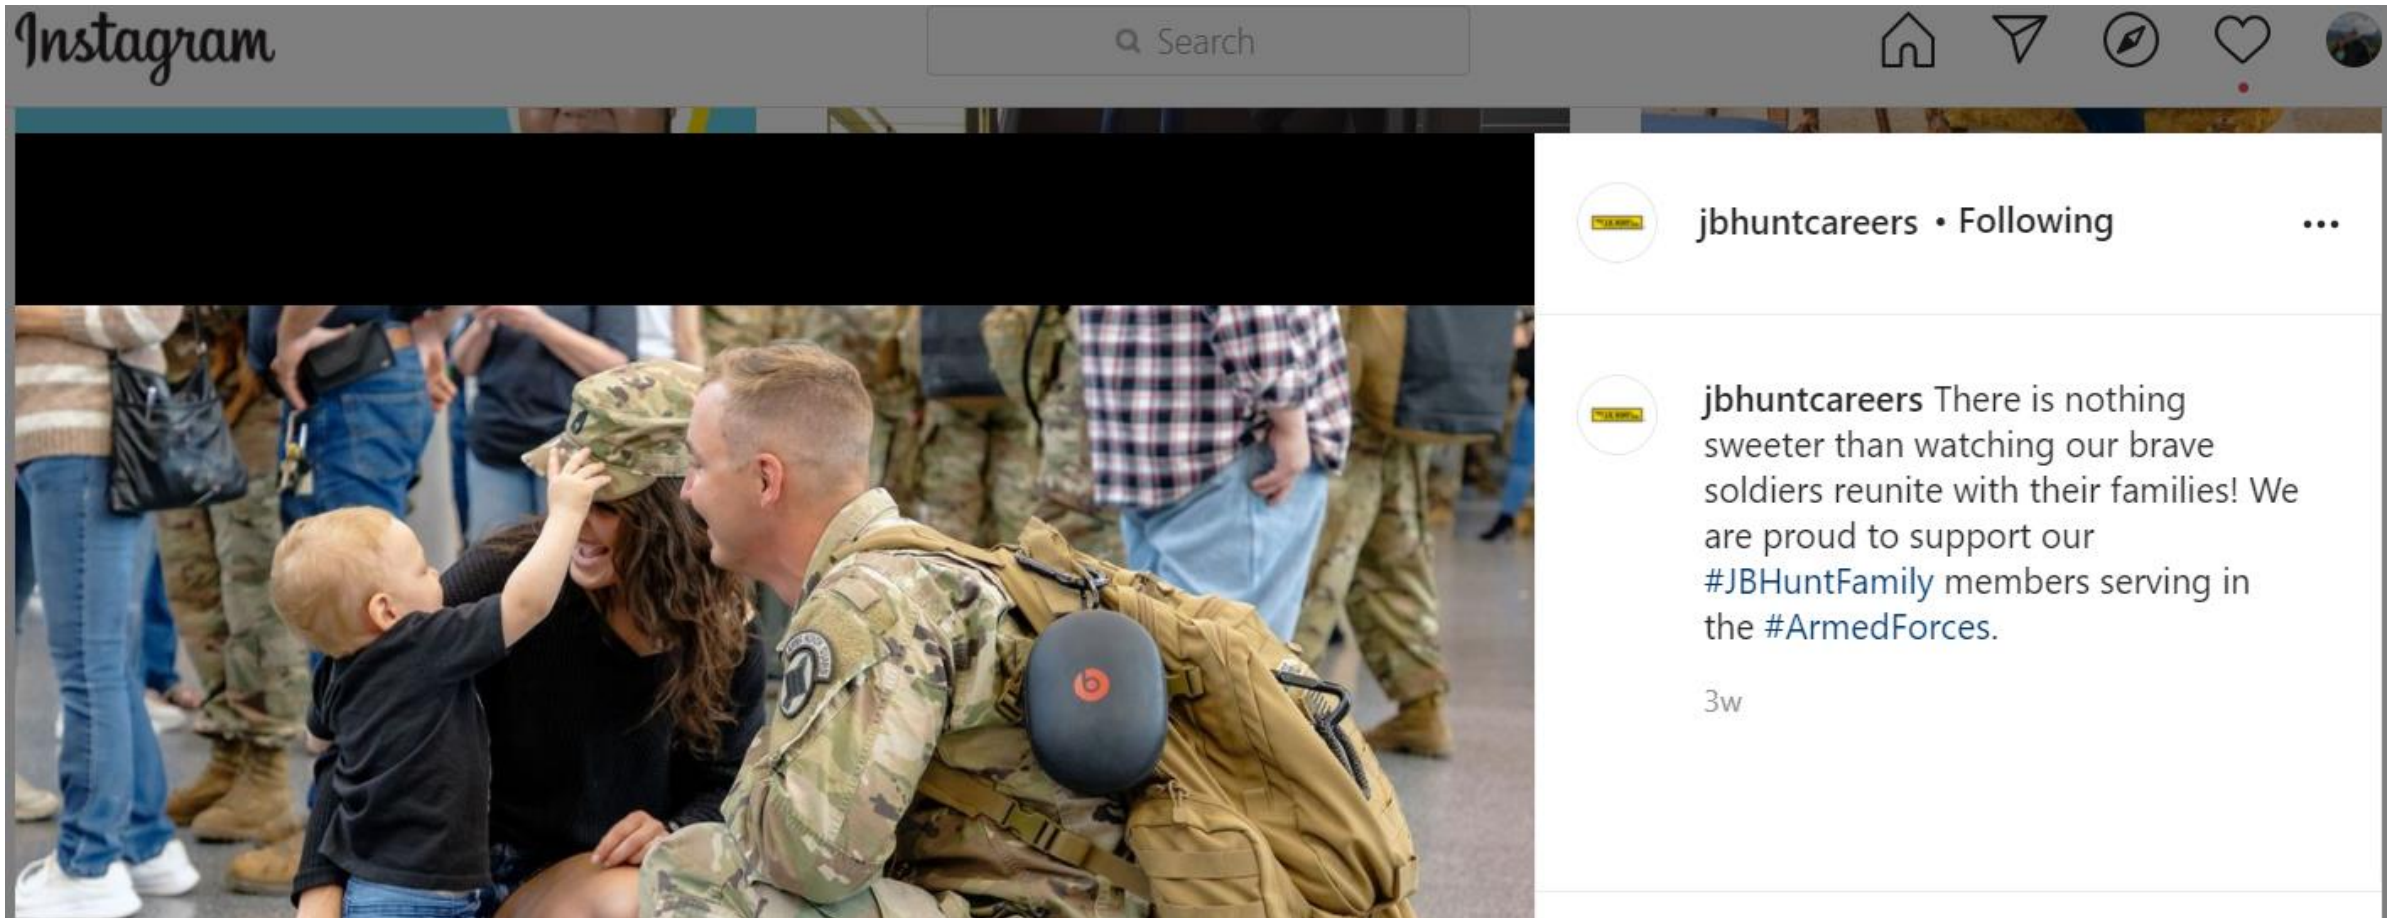 Instagram
Search
jbhuntcareers • Following
jbhuntcareers There is nothing
sweeter than watching our brave
soldiers reunite with their families! We
are proud to support our
#JBHuntFamily members serving in
the #ArmedForces.
3w
b